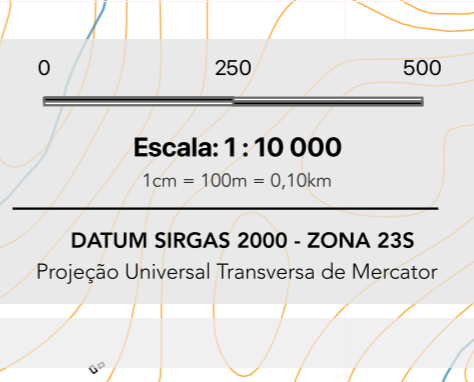 0 250 500
Escala: 1 : 10 000
1cm = 100m = 0,10km
DATUM SIRGAS 2000 - ZONA 23S
Projeção Universal Transversa de Mercator